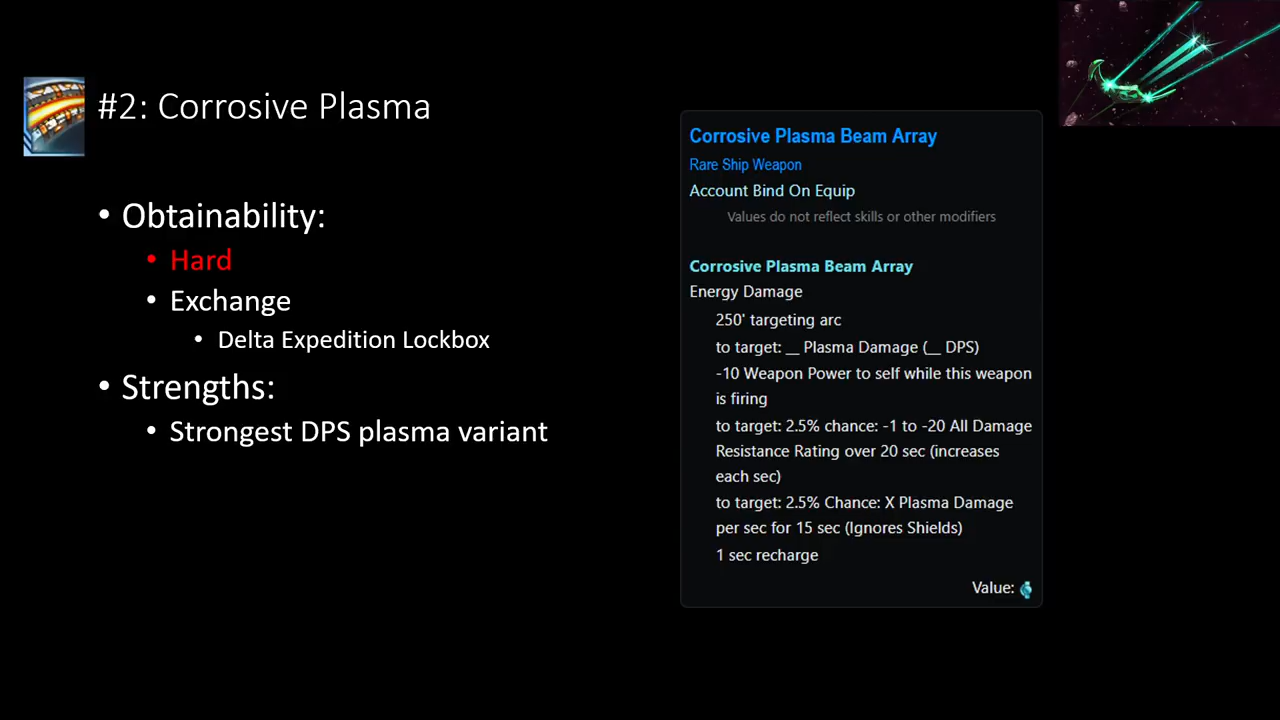 #2: Corrosive Plasma
• Obtainability:
• Hard
• Exchange
• Delta Expedition Lockbox
• Strengths:
• Strongest DPS plasma variant
Corrosive Plasma Beam Array
Rare Ship Weapon
Account Bind On Equip
Values do not reflect skills or other modifiers
Corrosive Plasma Beam Array
Energy Damage
250' targeting arc
to target: __ Plasma Damage (__ DPS)
-10 Weapon Power to self while this weapon
is firing
to target: 2.5% chance: -1 to -20 All Damage
Resistance Rating over 20 sec (increases
each sec)
to target: 2.5% Chance: X Plasma Damage
per sec for 15 sec (Ignores Shields)
1 sec recharge
Value: